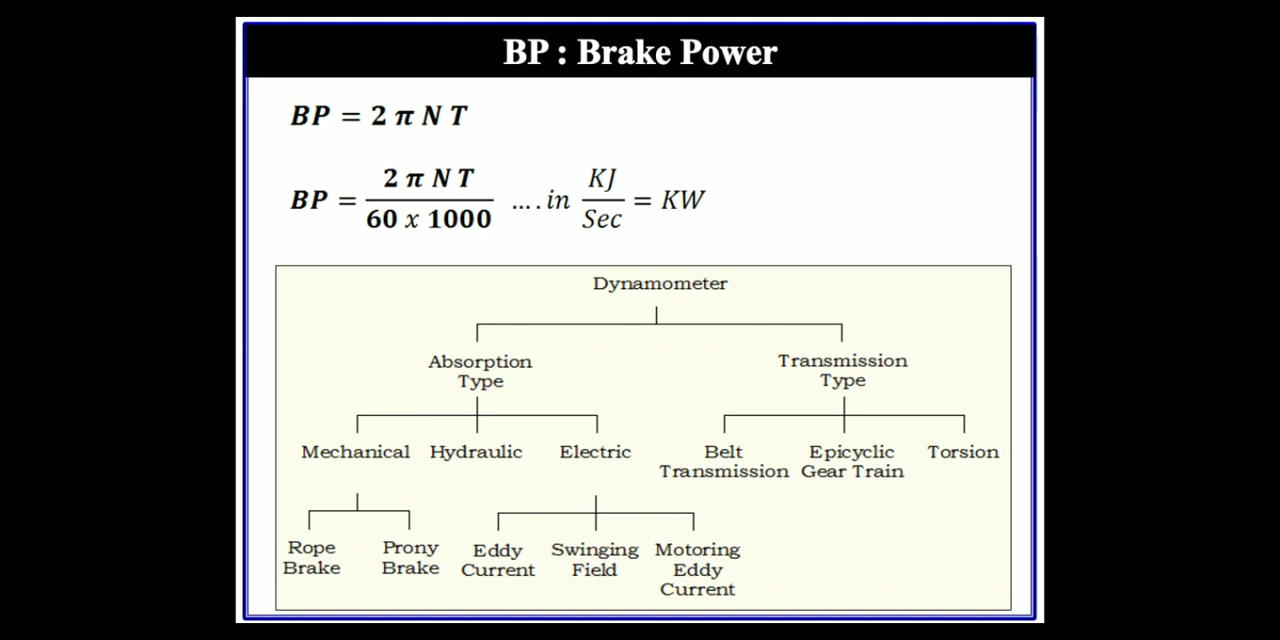 BP : Brake Power
BP = 2 π N T
BP = 2 π N T / 60 x 1000 .... in KJ / Sec = KW
Dynamometer
Absorption Type
Transmission Type
Mechanical
Hydraulic
Electric
Belt Transmission
Epicyclic Gear Train
Torsion
Rope Brake
Prony Brake
Eddy Current
Swinging Field
Motoring Eddy Current